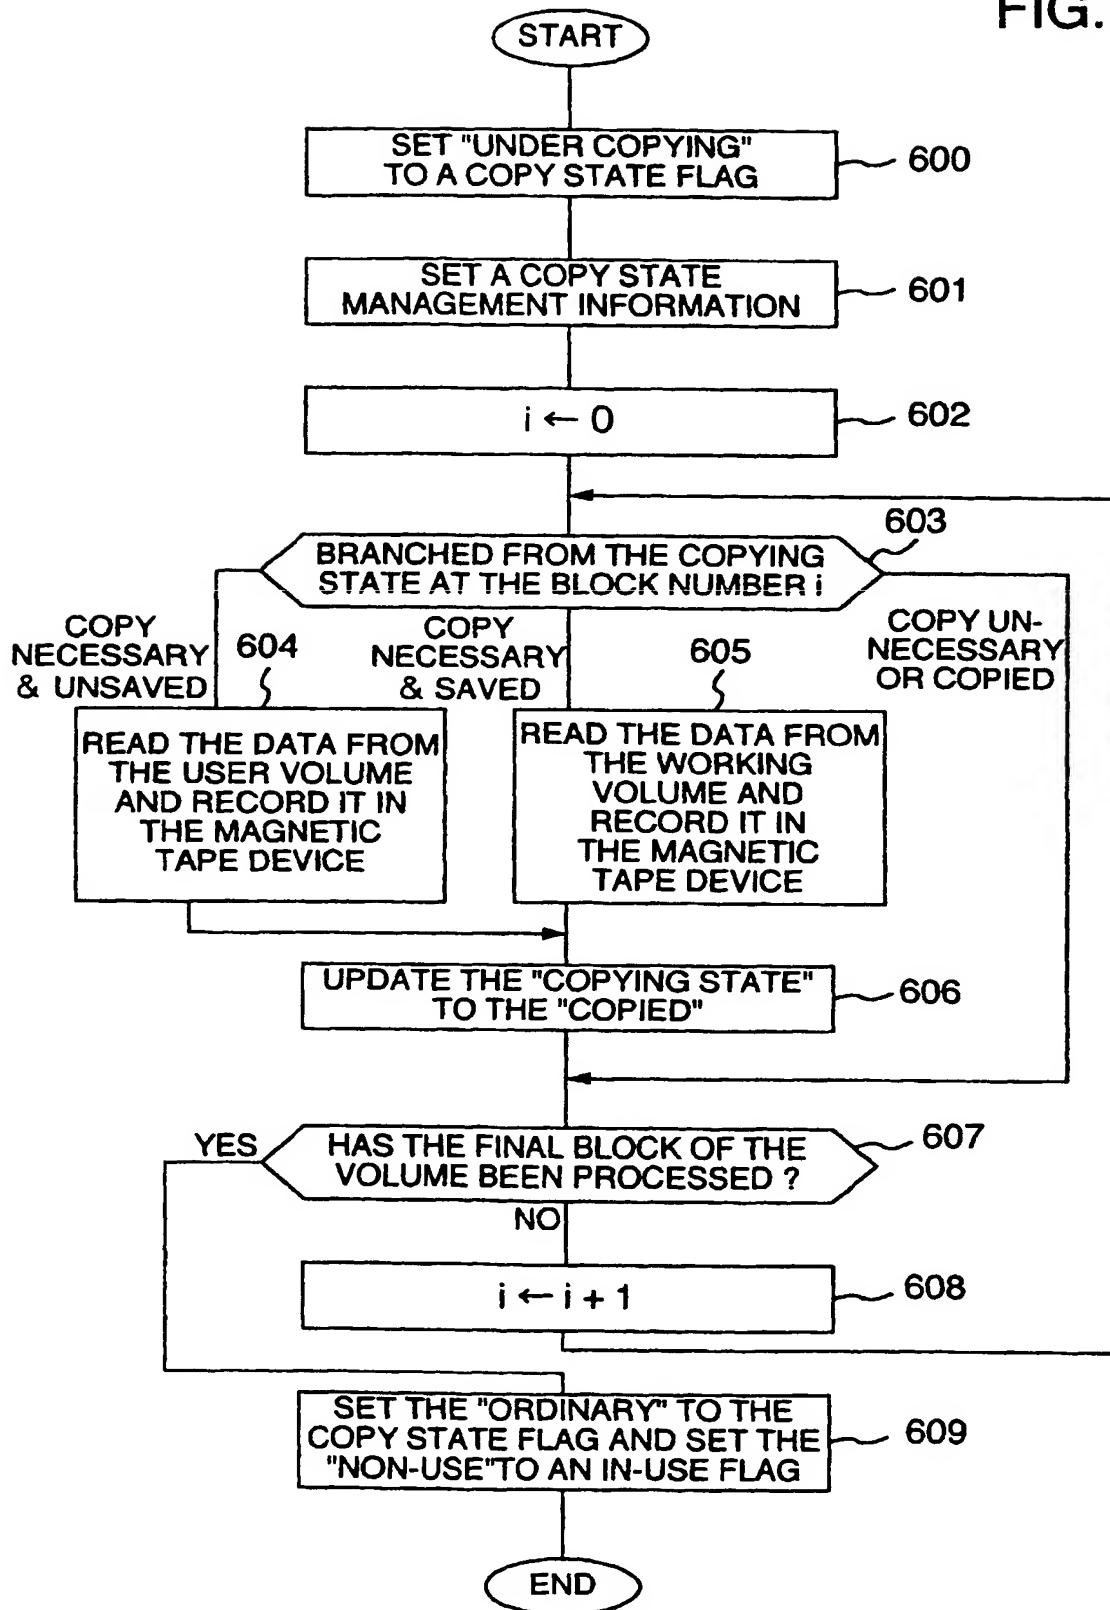 FIG.
START
SET "UNDER COPYING"
TO A COPY STATE FLAG
600
SET A COPY STATE
MANAGEMENT INFORMATION
601
i ← 0
602
603
BRANCHED FROM THE COPYING
STATE AT THE BLOCK NUMBER i
COPY
NECESSARY
& UNSAVED
604
COPY
NECESSARY
& SAVED
605
COPY UN-
NECESSARY
OR COPIED
READ THE DATA FROM
THE USER VOLUME
AND RECORD IT IN
THE MAGNETIC
TAPE DEVICE
READ THE DATA FROM
THE WORKING
VOLUME AND
RECORD IT IN
THE MAGNETIC
TAPE DEVICE
UPDATE THE "COPYING STATE"
TO THE "COPIED"
606
YES
HAS THE FINAL BLOCK OF THE
VOLUME BEEN PROCESSED ?
607
NO
i ← i + 1
608
SET THE "ORDINARY" TO THE
COPY STATE FLAG AND SET THE
"NON-USE"TO AN IN-USE FLAG
609
END